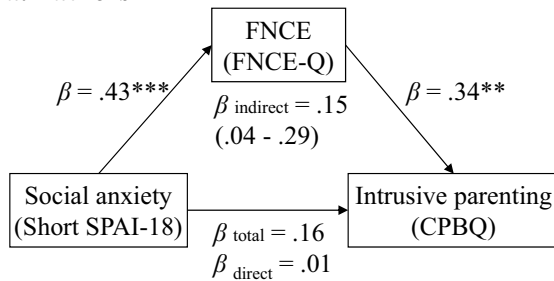 FNCE
(FNCE-Q)
β = .43***
β indirect = .15
(.04 - .29)
β = .34**
Social anxiety
(Short SPAI-18)
Intrusive parenting
(CPBQ)
β total = .16
β direct = .01